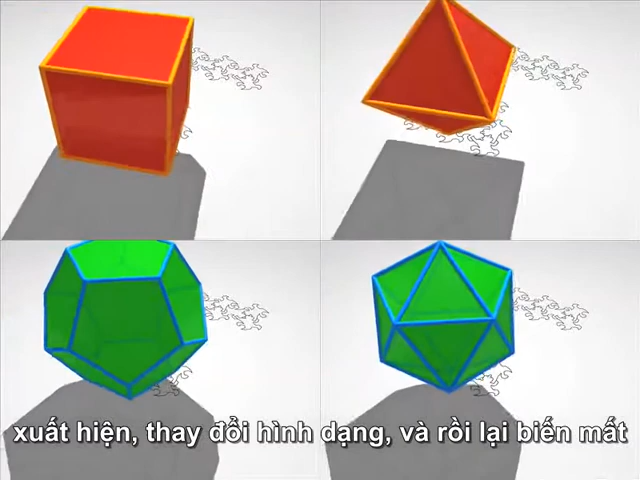 xuất hiện, thay đổi hình dạng, và rồi lại biến mất